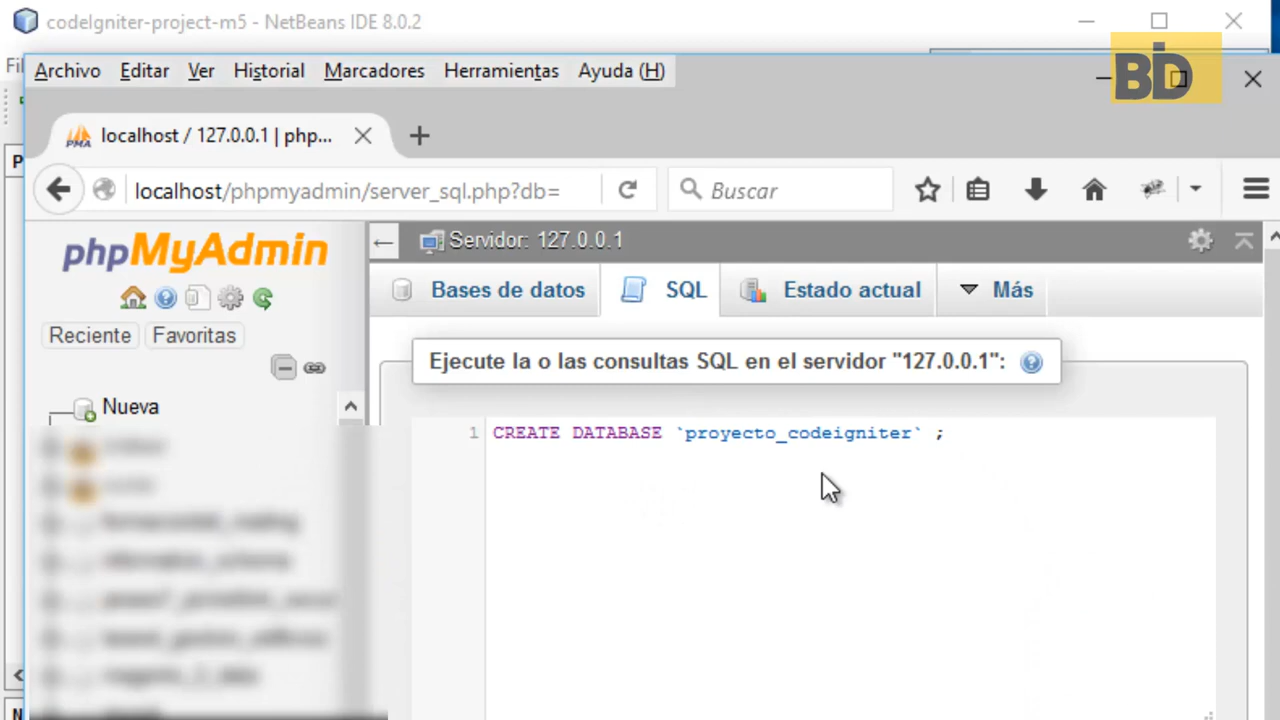 codeIgniter-project-m5 - NetBeans IDE 8.0.2
BD
Archivo Editar Ver Historial Marcadores Herramientas Ayuda (H)
PMA localhost / 127.0.0.1 | php...
localhost/phpmyadmin/server_sql.php?db=
Buscar
phpMyAdmin
Servidor: 127.0.0.1
Bases de datos SQL Estado actual Más
Reciente Favoritas
Ejecute la o las consultas SQL en el servidor "127.0.0.1":
Nueva
1 CREATE DATABASE `proyecto_codeigniter` ;